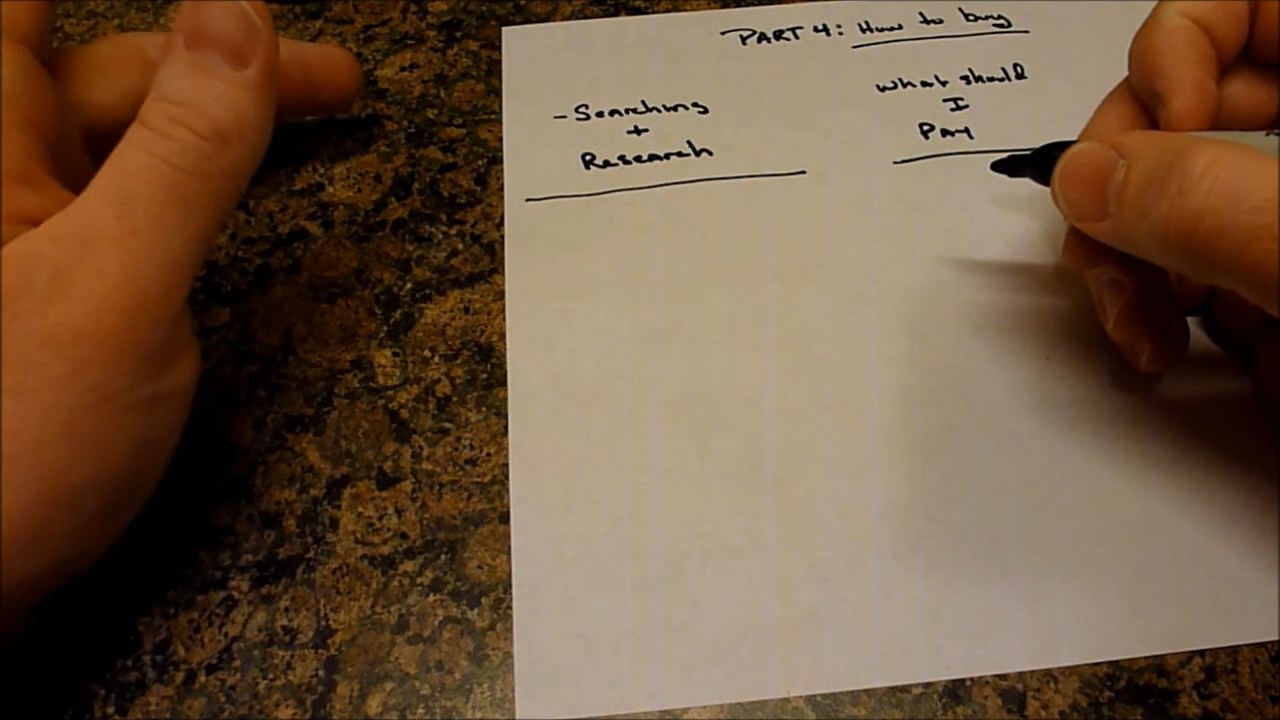 PART 4: How to buy
- Searching
+
Research
what should
I
Pay